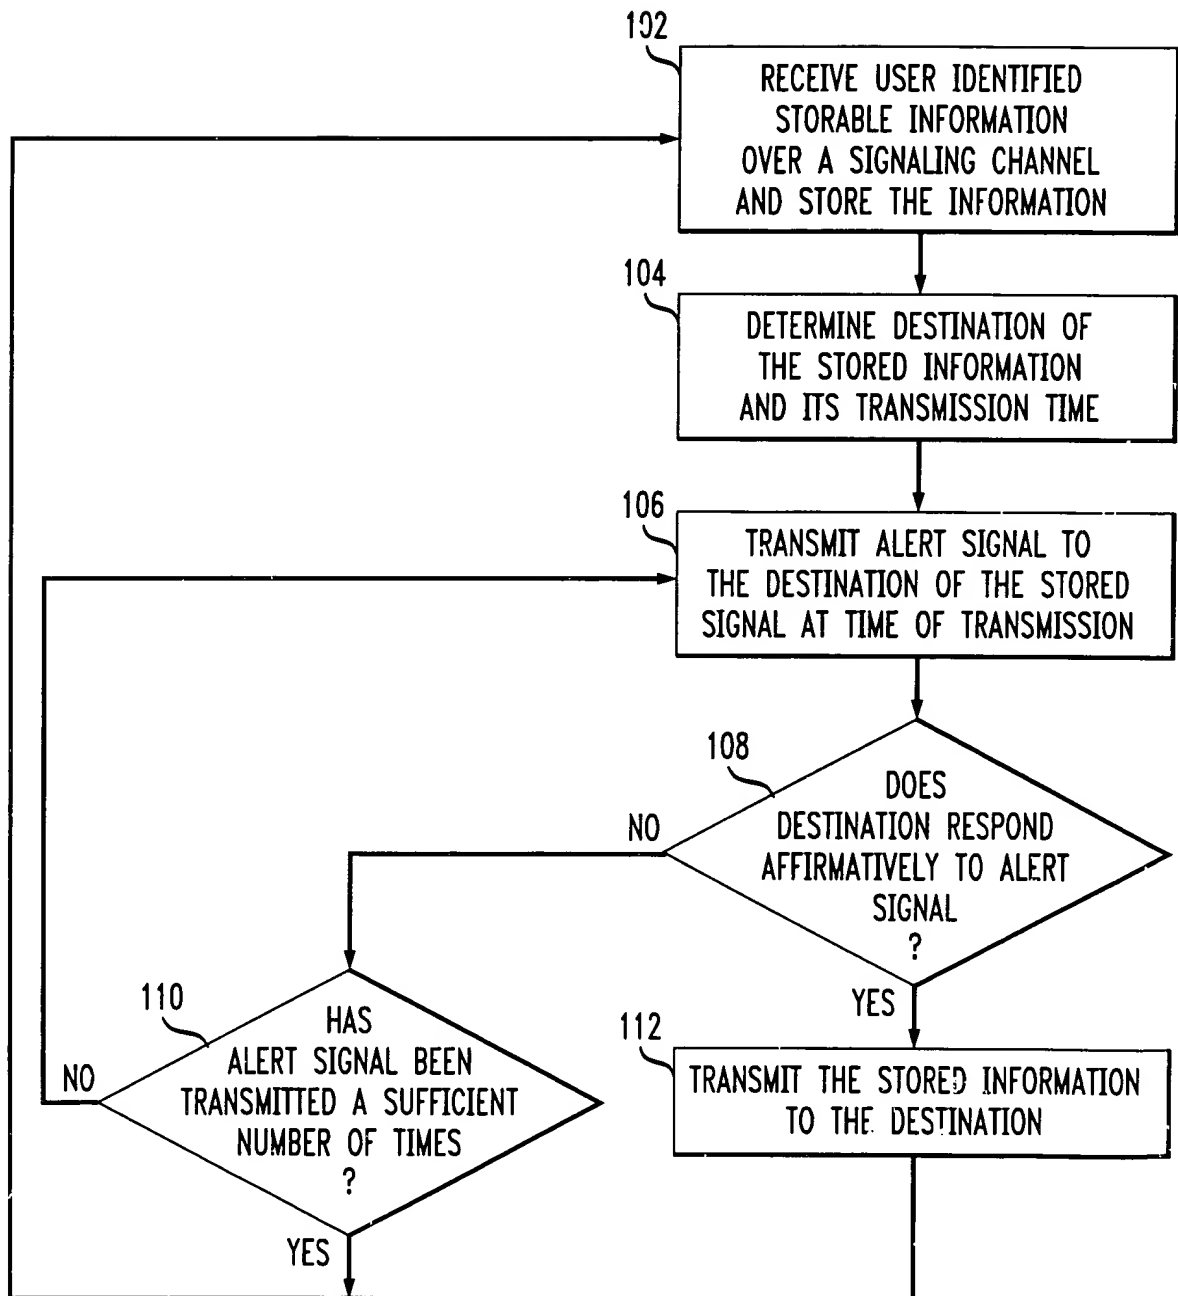 102
RECEIVE USER IDENTIFIED
STORABLE INFORMATION
OVER A SIGNALING CHANNEL
AND STORE THE INFORMATION
104
DETERMINE DESTINATION OF
THE STORED INFORMATION
AND ITS TRANSMISSION TIME
106
TRANSMIT ALERT SIGNAL TO
THE DESTINATION OF THE STORED
SIGNAL AT TIME OF TRANSMISSION
108
DOES
DESTINATION RESPOND
AFFIRMATIVELY TO ALERT
SIGNAL
?
NO
YES
110
HAS
ALERT SIGNAL BEEN
TRANSMITTED A SUFFICIENT
NUMBER OF TIMES
?
NO
YES
112
TRANSMIT THE STORED INFORMATION
TO THE DESTINATION